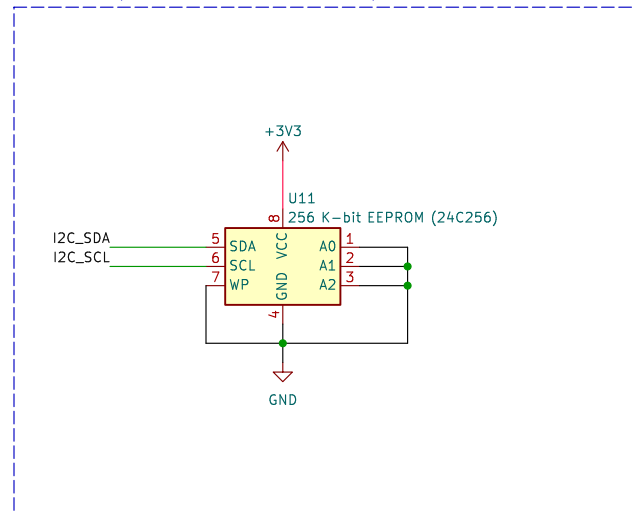 +3V3
U11
256 K-bit EEPROM (24C256)
8
I2C_SDA 5 SDA VCC A0 1
I2C_SCL 6 SCL A1 2
7 WP GND A2 3
4
GND